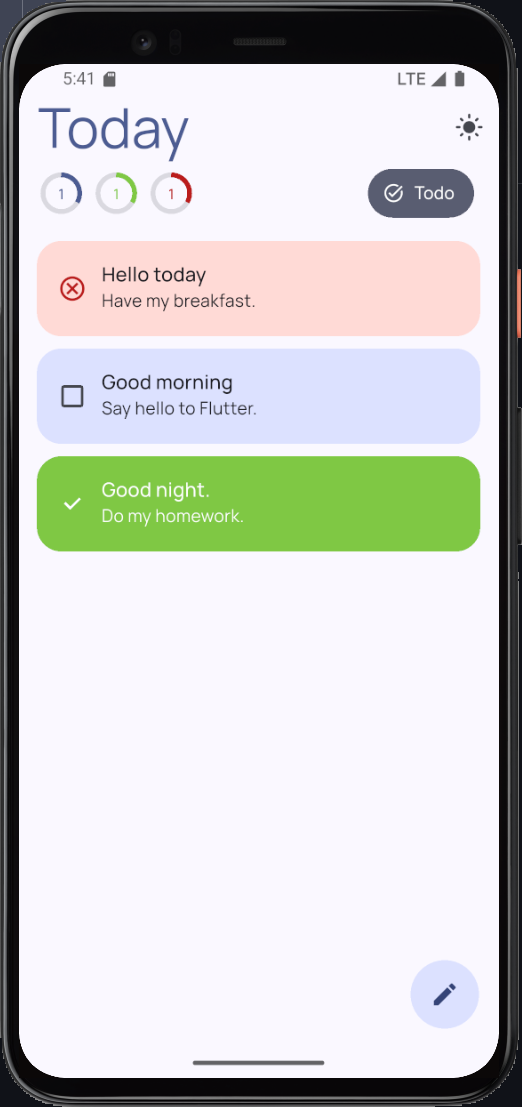 5:41
LTE
Today
1
1
1
Todo
Hello today
Have my breakfast.
Good morning
Say hello to Flutter.
Good night.
Do my homework.